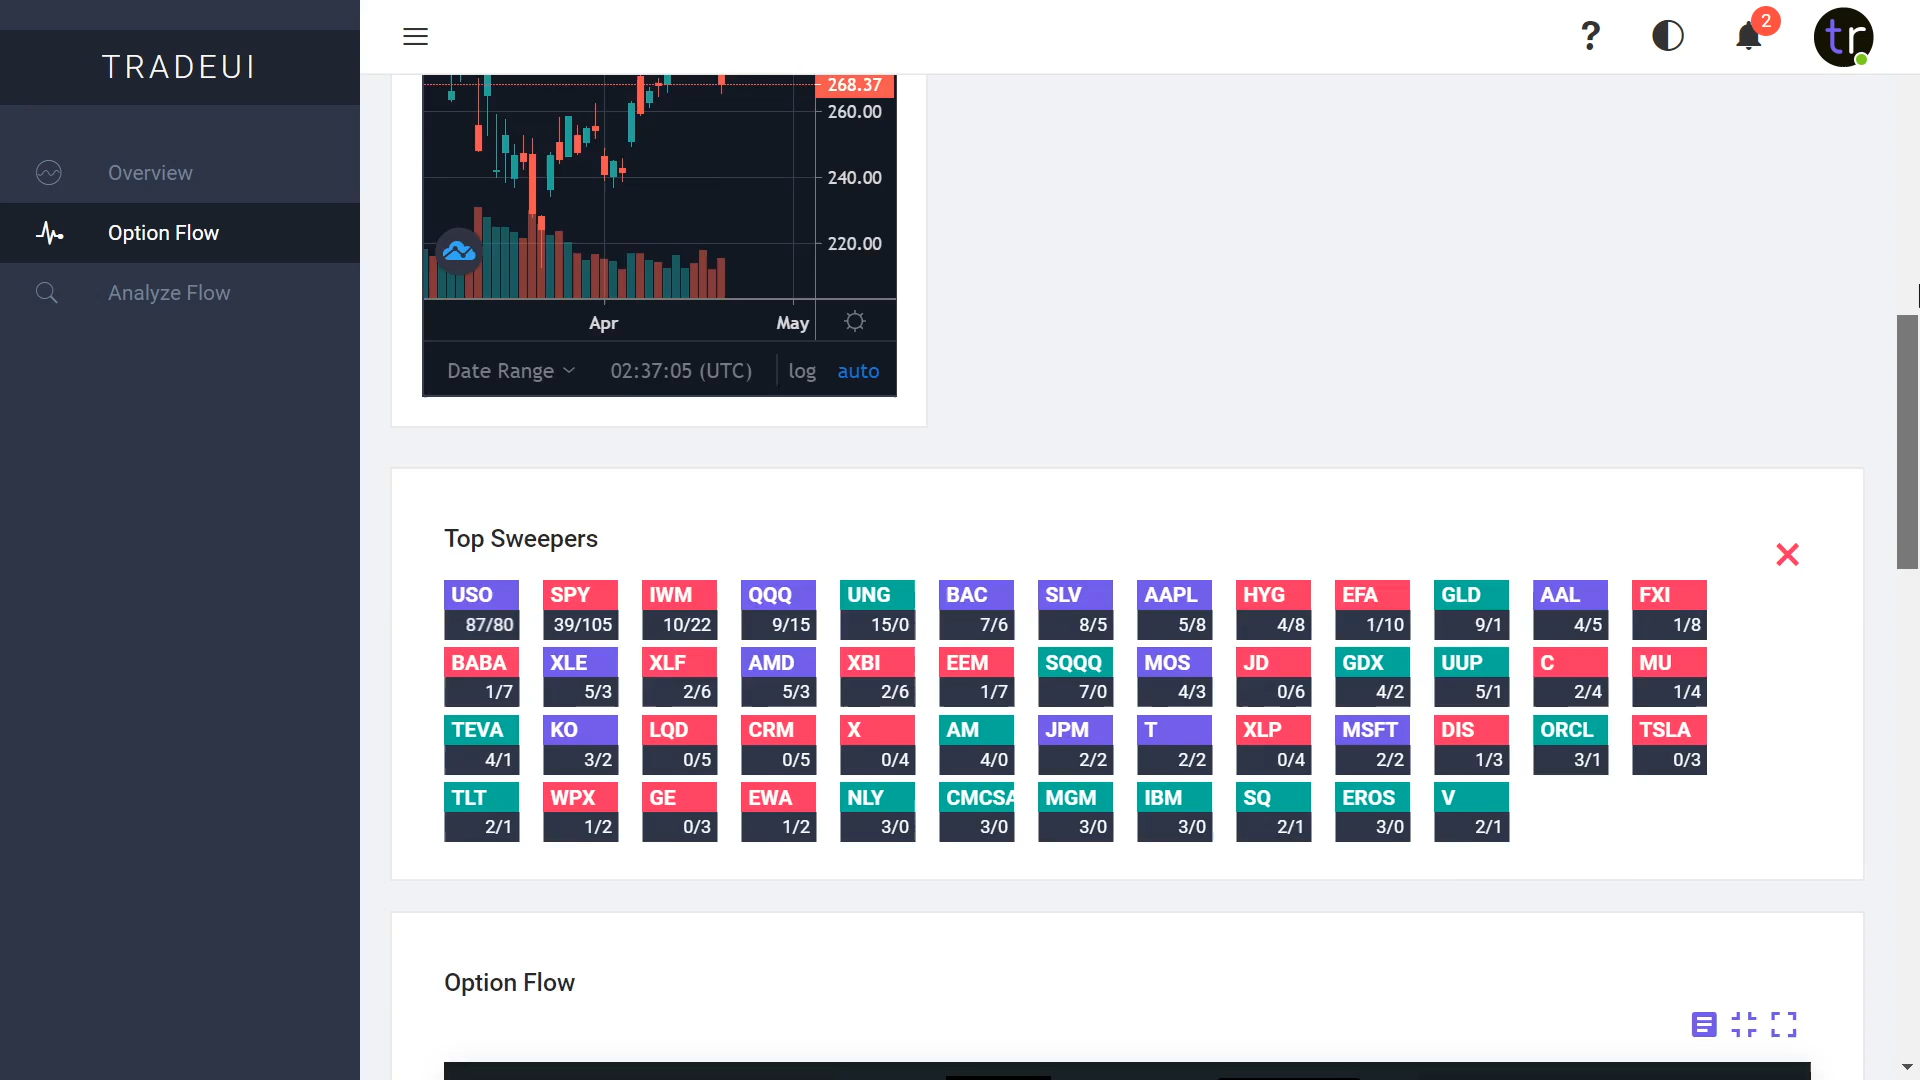 TRADEUI
?
2
tr
Overview
Option Flow
Analyze Flow
268.37
260.00
240.00
220.00
Apr May
Date Range 02:37:05 (UTC) log auto
Top Sweepers
USO SPY IWM QQQ UNG BAC SLV AAPL HYG EFA GLD AAL FXI
87/80 39/105 10/22 9/15 15/0 7/6 8/5 5/8 4/8 1/10 9/1 4/5 1/8
BABA XLE XLF AMD XBI EEM SQQQ MOS JD GDX UUP C MU
1/7 5/3 2/6 5/3 2/6 1/7 7/0 4/3 0/6 4/2 5/1 2/4 1/4
TEVA KO LQD CRM X AM JPM T XLP MSFT DIS ORCL TSLA
4/1 3/2 0/5 0/5 0/4 4/0 2/2 2/2 0/4 2/2 1/3 3/1 0/3
TLT WPX GE EWA NLY CMCSA MGM IBM SQ EROS V
2/1 1/2 0/3 1/2 3/0 3/0 3/0 3/0 2/1 3/0 2/1
Option Flow